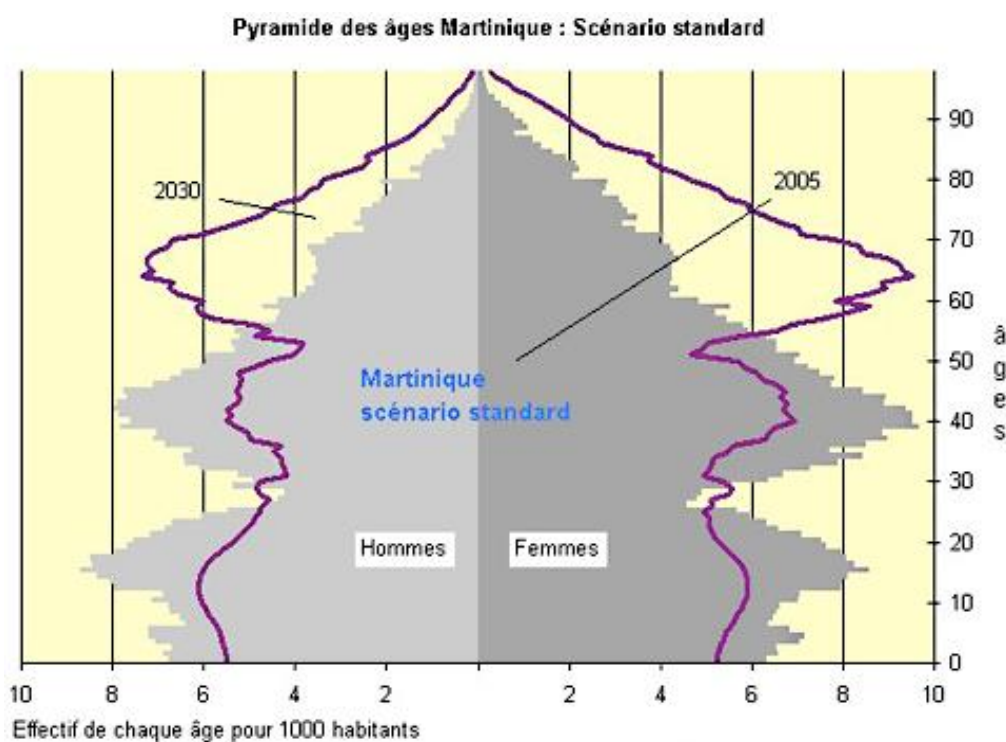 Pyramide des âges Martinique : Scénario standard
90
2030
2005
80
70
60
50
40
30
20
10
0
âges
Martinique
scénario standard
Hommes
Femmes
10 8 6 4 2 2 4 6 8 10
Effectif de chaque âge pour 1000 habitants